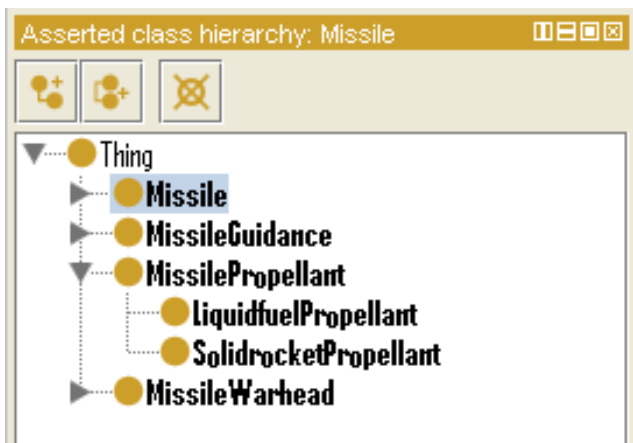 Asserted class hierarchy: Missile
Thing
Missile
MissileGuidance
MissilePropellant
LiquidfuelPropellant
SolidrocketPropellant
MissileWarhead